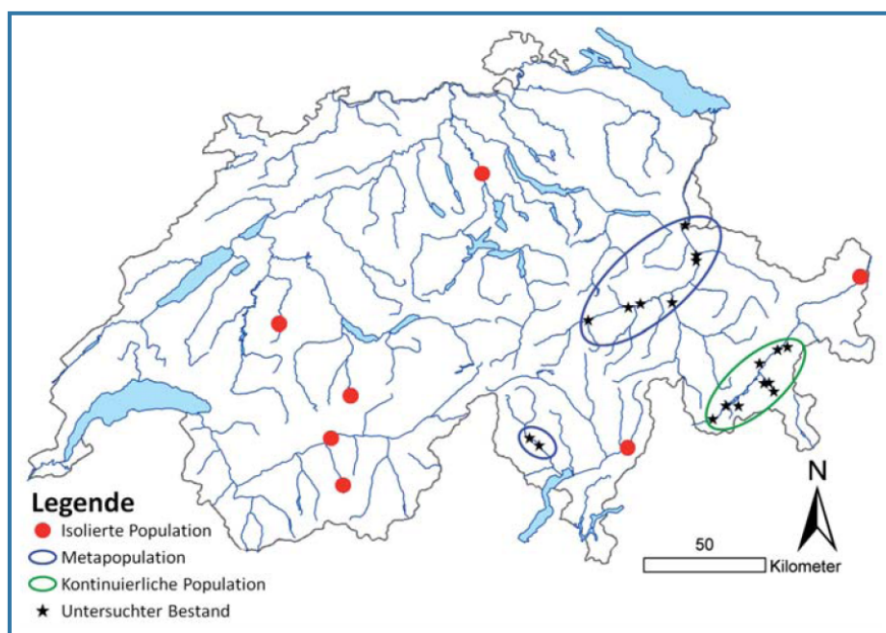 Legende
Isolierte Population
Metapopulation
Kontinuierliche Population
Untersuchter Bestand
N
50
Kilometer